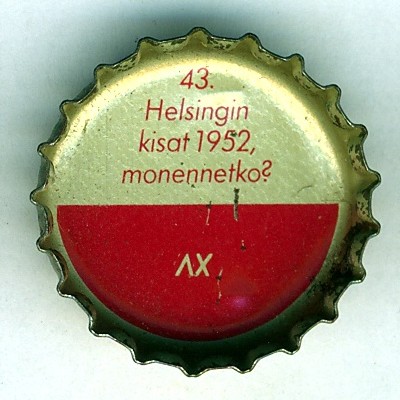 43.
Helsingin
kisat 1952,
monennetko?
XV